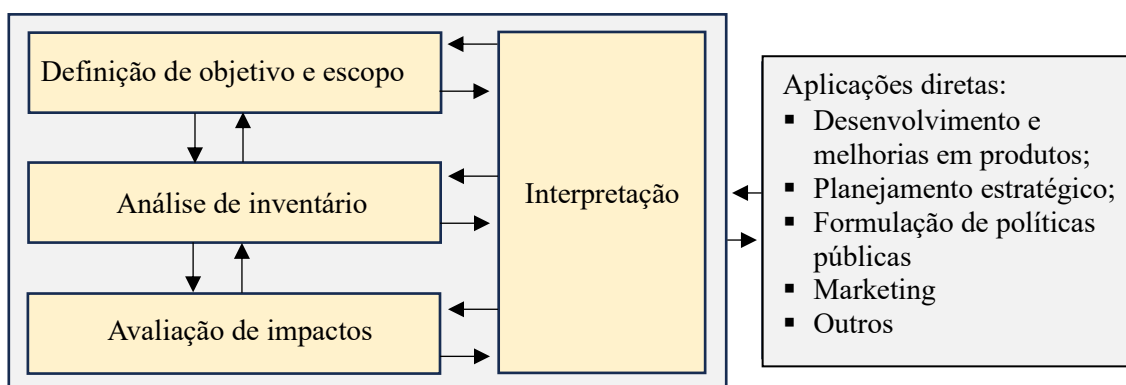 Definição de objetivo e escopo
Análise de inventário
Avaliação de impactos
Interpretação
Aplicações diretas:
▪ Desenvolvimento e
melhorias em produtos;
▪ Planejamento estratégico;
▪ Formulação de políticas
públicas
▪ Marketing
▪ Outros